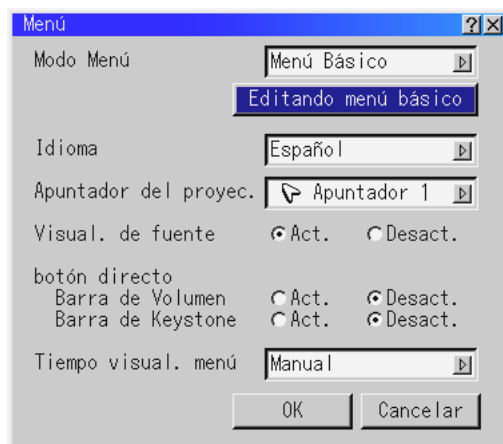 Menú
Modo Menú Menú Básico
Editando menú básico
Idioma Español
Apuntador del proyec. Apuntador 1
Visual. de fuente Act. Desact.
botón directo
Barra de Volumen Act. Desact.
Barra de Keystone Act. Desact.
Tiempo visual. menú Manual
OK Cancelar